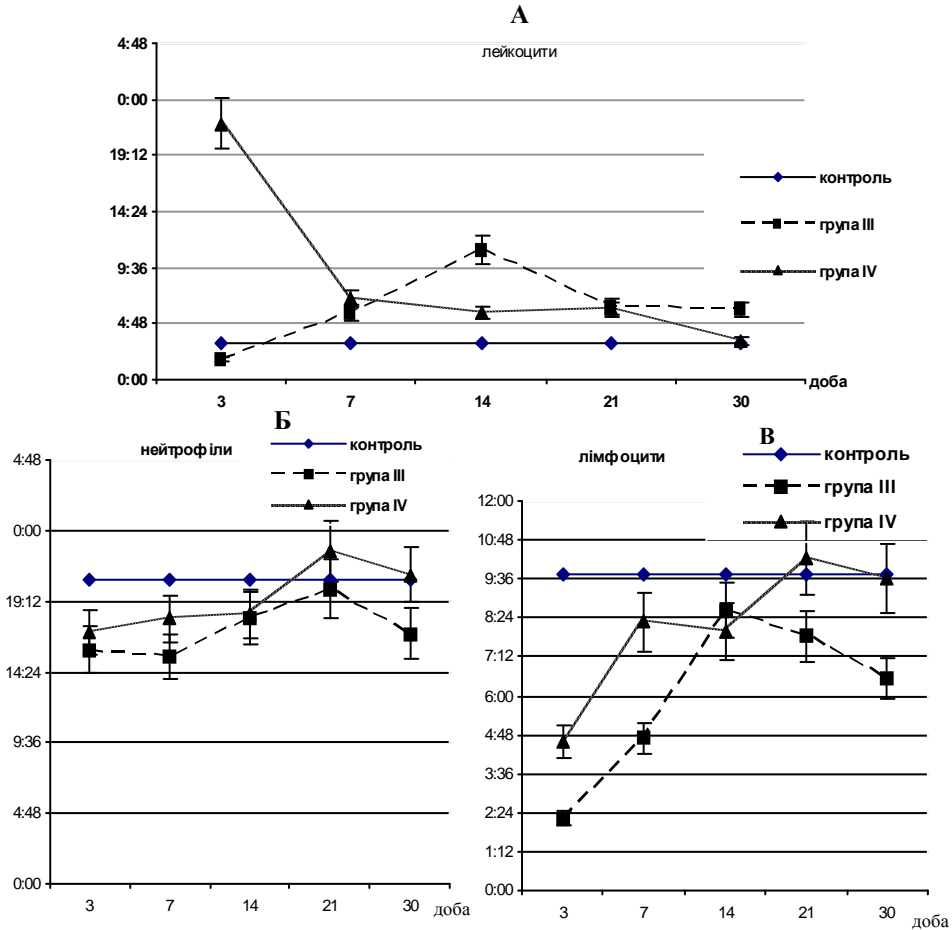 А
лейкоцити
4:48
0:00
19:12
14:24
9:36
4:48
0:00
3 7 14 21 30
доба
контроль
група III
група IV
Б
нейтрофіли
контроль
група III
група IV
4:48
0:00
19:12
14:24
9:36
4:48
0:00
3 7 14 21 30 доба
В
лімфоцити
контроль
група III
група IV
12:00
10:48
9:36
8:24
7:12
6:00
4:48
3:36
2:24
1:12
0:00
3 7 14 21 30 доба